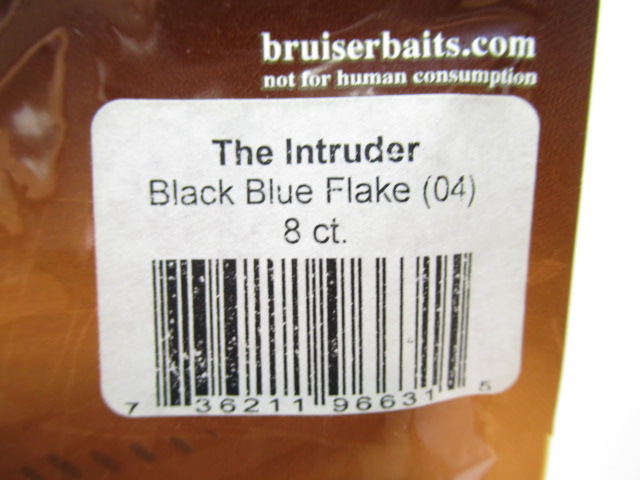 bruiserbaits.com
not for human consumption
The Intruder
Black Blue Flake (04)
8 ct.
7 36211 96631 5